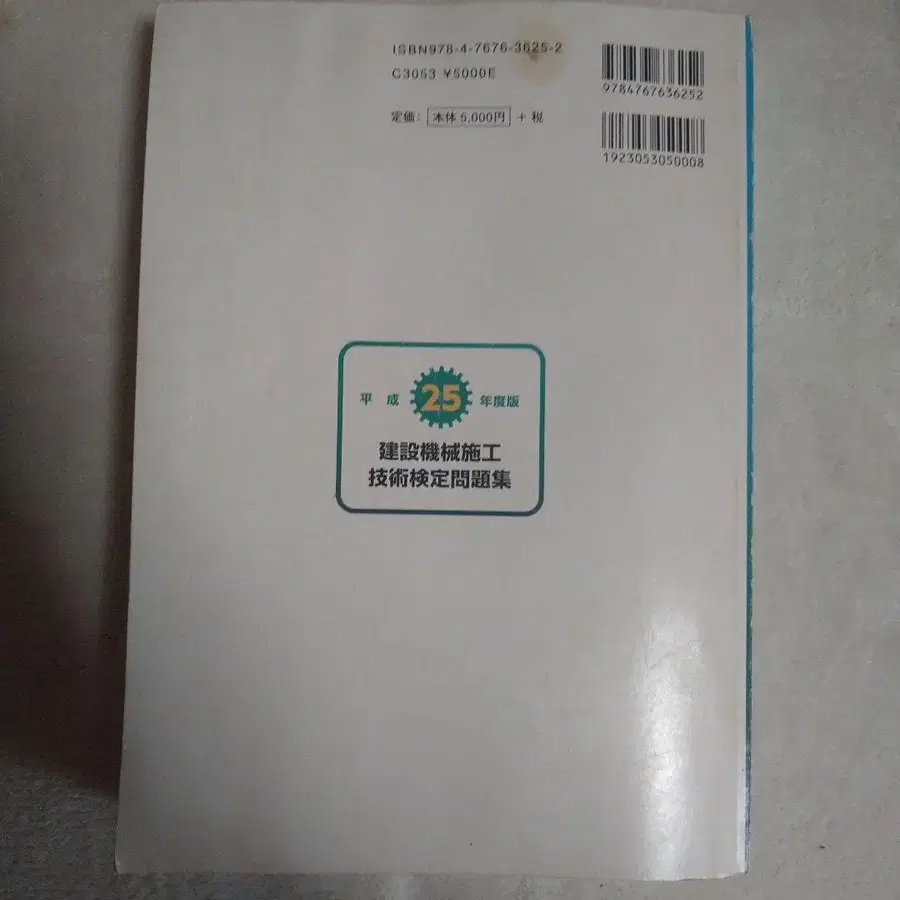 ISBN978-4-7676-3625-2
C3053 ¥5000E
定価: 本体 5,000円 + 税
9784767636252
1923053050008
平成 25 年度版
建設機械施工
技術検定問題集